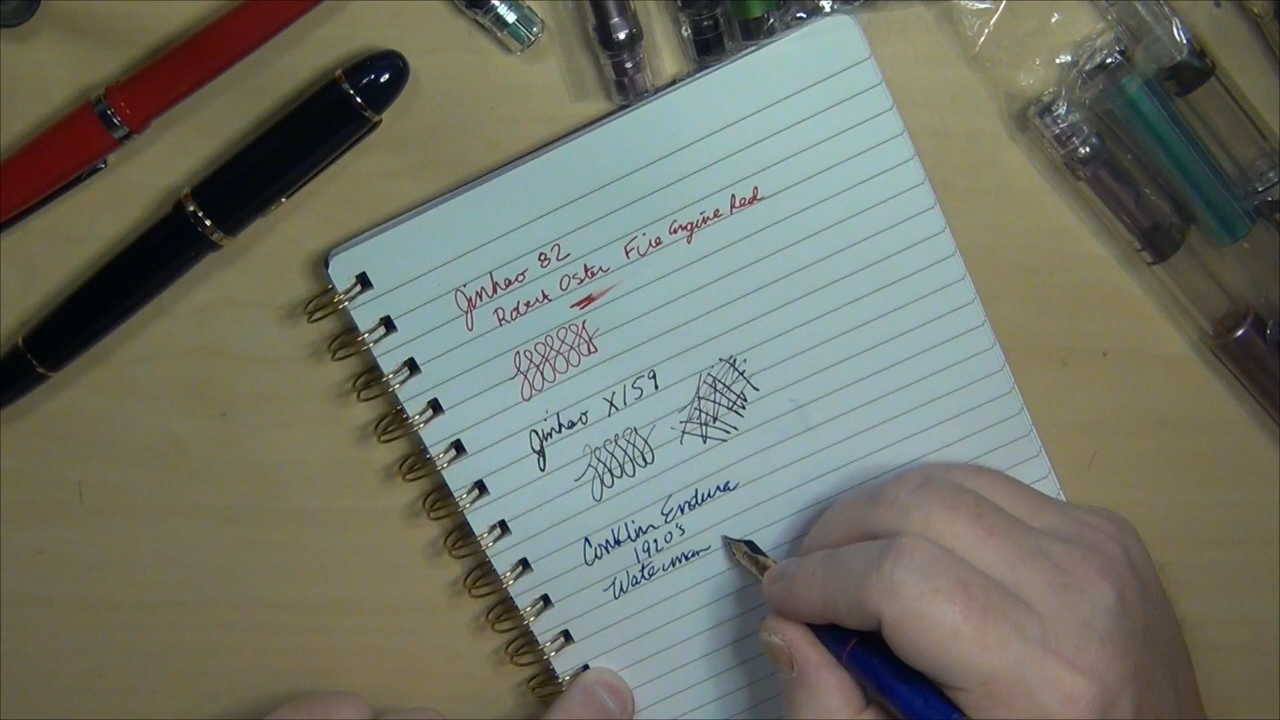 Jinhao 82
Robert Oster Fire Engine Red
Jinhao X159
Conklin Endura
1920's
Waterman